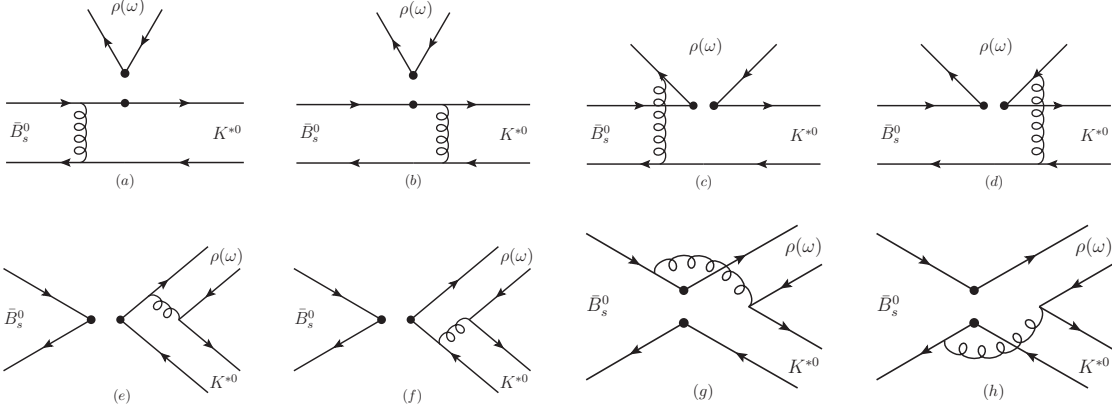 ρ(ω) ρ(ω) ρ(ω) ρ(ω)
B̄⁰ₛ K*⁰ B̄⁰ₛ K*⁰ B̄⁰ₛ K*⁰ B̄⁰ₛ K*⁰
(a) (b) (c) (d)
ρ(ω) ρ(ω) ρ(ω) ρ(ω)
B̄⁰ₛ B̄⁰ₛ B̄⁰ₛ B̄⁰ₛ
K*⁰ K*⁰ K*⁰ K*⁰
(e) (f) (g) (h)